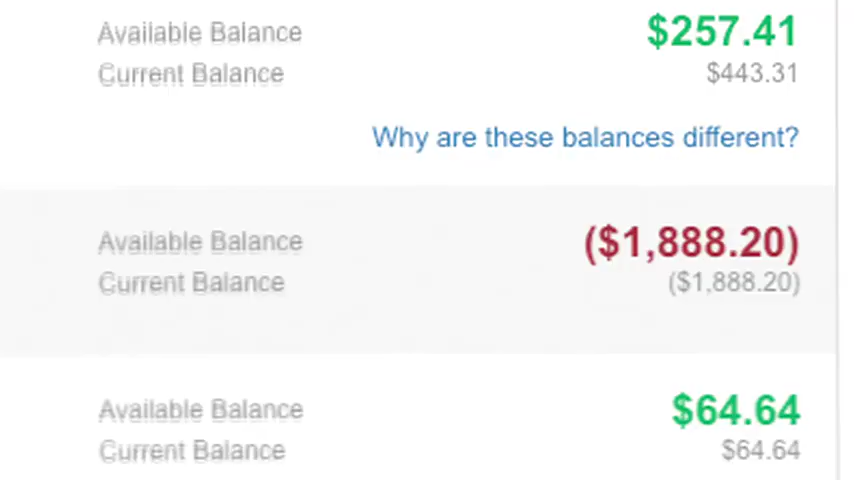 Available Balance $257.41
Current Balance $443.31
Why are these balances different?
Available Balance ($1,888.20)
Current Balance ($1,888.20)
Available Balance $64.64
Current Balance $64.64